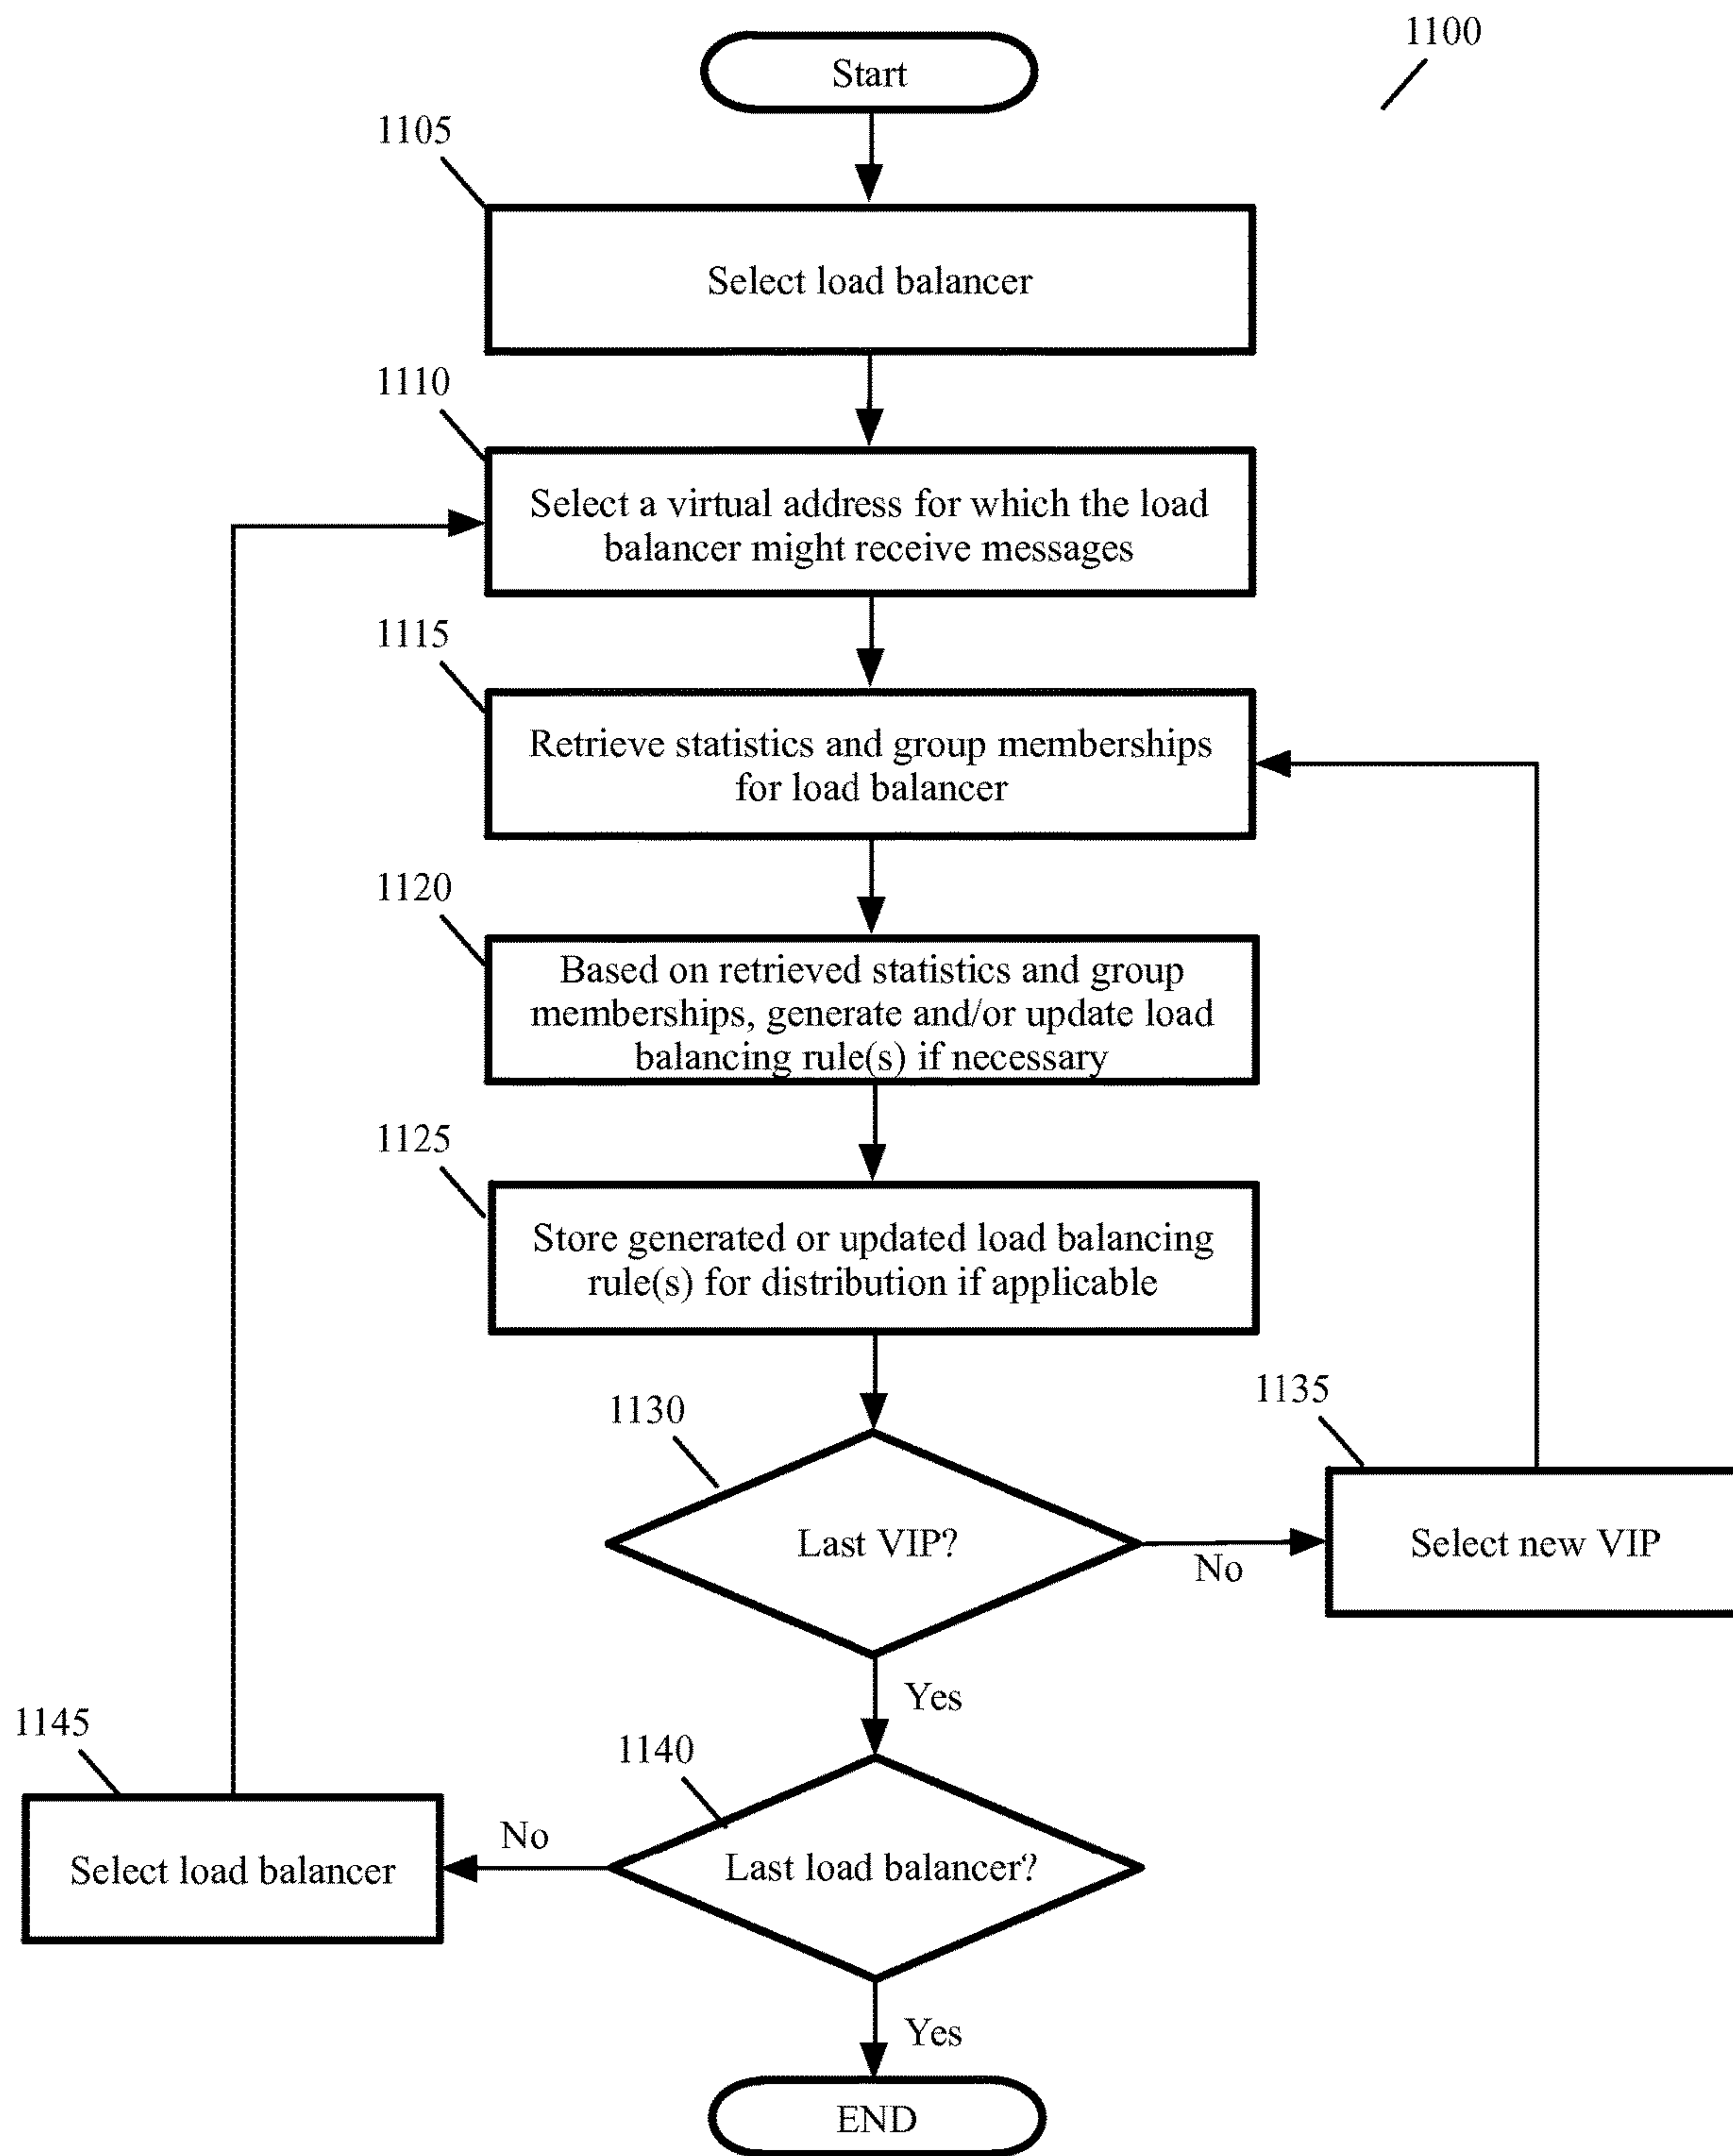 1100
Start
1105
Select load balancer
1110
Select a virtual address for which the load
balancer might receive messages
1115
Retrieve statistics and group memberships
for load balancer
1120
Based on retrieved statistics and group
memberships, generate and/or update load
balancing rule(s) if necessary
1125
Store generated or updated load balancing
rule(s) for distribution if applicable
1130
Last VIP?
No
1135
Select new VIP
Yes
1140
Last load balancer?
No
1145
Select load balancer
Yes
END